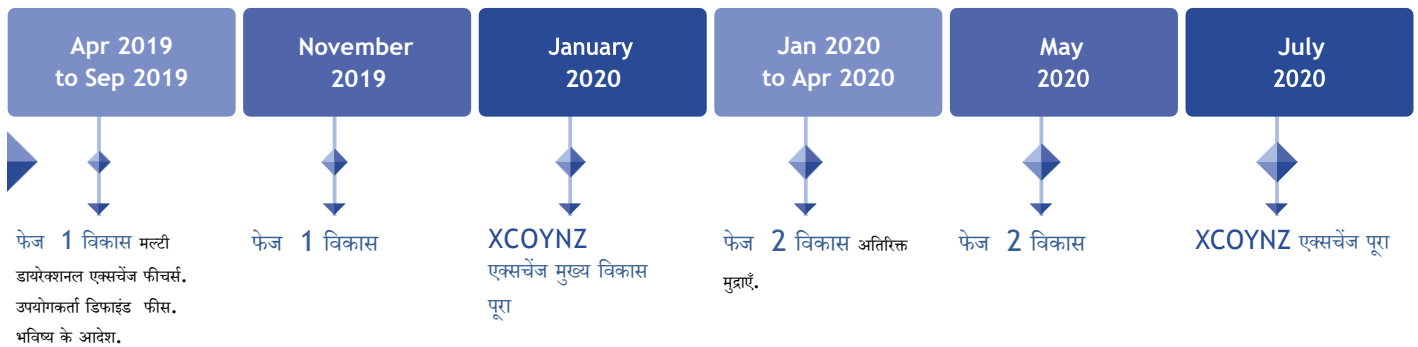 Apr 2019
to Sep 2019
November
2019
January
2020
Jan 2020
to Apr 2020
May
2020
July
2020
फेज 1 विकास मल्टी
डायरेक्शनल एक्सचेंज फीचर्स.
उपयोगकर्ता डिफाइंड फीस.
भविष्य के आदेश.
फेज 1 विकास
XCOYNZ
एक्सचेंज मुख्य विकास
पूरा
फेज 2 विकास अतिरिक्त
मुद्राएँ.
फेज 2 विकास
XCOYNZ एक्सचेंज पूरा